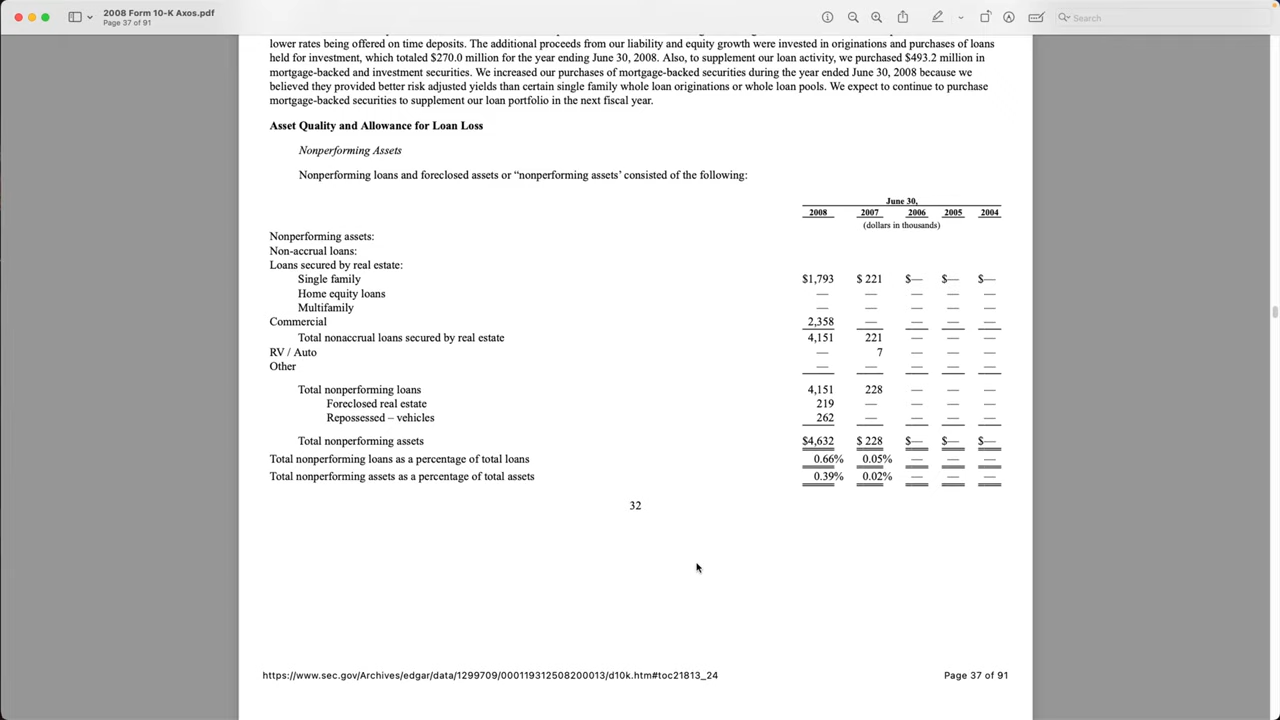 2008 Form 10-K Axos.pdf
Page 37 of 91
Search
lower rates being offered on time deposits. The additional proceeds from our liability and equity growth were invested in originations and purchases of loans
held for investment, which totaled $270.0 million for the year ending June 30, 2008. Also, to supplement our loan activity, we purchased $493.2 million in
mortgage-backed and investment securities. We increased our purchases of mortgage-backed securities during the year ended June 30, 2008 because we
believed they provided better risk adjusted yields than certain single family whole loan originations or whole loan pools. We expect to continue to purchase
mortgage-backed securities to supplement our loan portfolio in the next fiscal year.
Asset Quality and Allowance for Loan Loss
Nonperforming Assets
Nonperforming loans and foreclosed assets or “nonperforming assets’ consisted of the following:
June 30,
2008 2007 2006 2005 2004
(dollars in thousands)
Nonperforming assets:
Non-accrual loans:
Loans secured by real estate:
Single family $1,793 $ 221 $— $— $—
Home equity loans — — — — —
Multifamily — — — — —
Commercial 2,358 — — — —
Total nonaccrual loans secured by real estate 4,151 221 — — —
RV / Auto — 7 — — —
Other — — — — —
Total nonperforming loans 4,151 228 — — —
Foreclosed real estate 219 — — — —
Repossessed – vehicles 262 — — — —
Total nonperforming assets $4,632 $ 228 $— $— $—
Total nonperforming loans as a percentage of total loans 0.66% 0.05% — — —
Total nonperforming assets as a percentage of total assets 0.39% 0.02% — — —
32
https://www.sec.gov/Archives/edgar/data/1299709/000119312508200013/d10k.htm#toc21813_24 Page 37 of 91